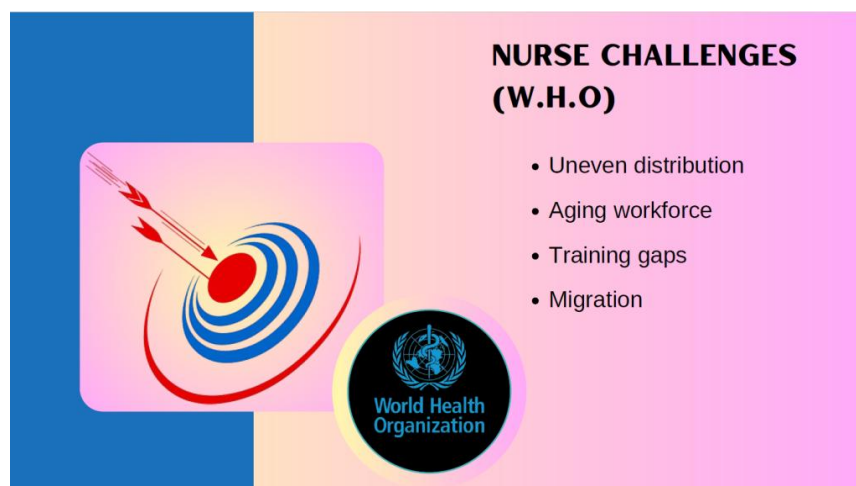 NURSE CHALLENGES
(W.H.O)
• Uneven distribution
• Aging workforce
• Training gaps
• Migration
World Health
Organization